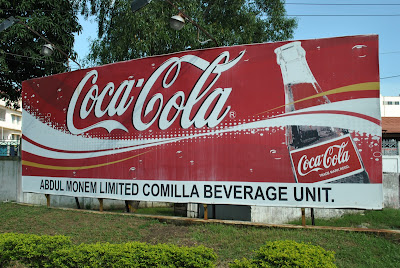 Coca-Cola
Coca-Cola
ABDUL MONEM LIMITED COMILLA BEVERAGE UNIT.